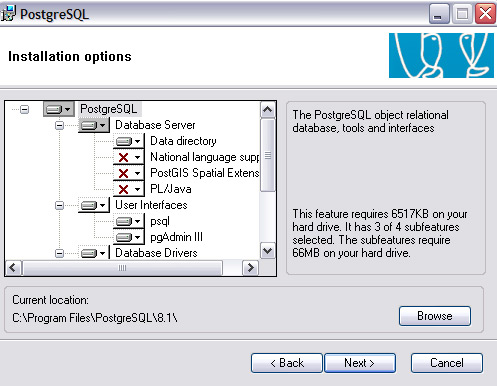 PostgreSQL
Installation options
PostgreSQL
Database Server
Data directory
National language supp
PostGIS Spatial Extens
PL/Java
User Interfaces
psql
pgAdmin III
Database Drivers
The PostgreSQL object relational
database, tools and interfaces
This feature requires 6517KB on your
hard drive. It has 3 of 4 subfeatures
selected. The subfeatures require
66MB on your hard drive.
Current location:
C:\Program Files\PostgreSQL\8.1\
Browse
< Back
Next >
Cancel